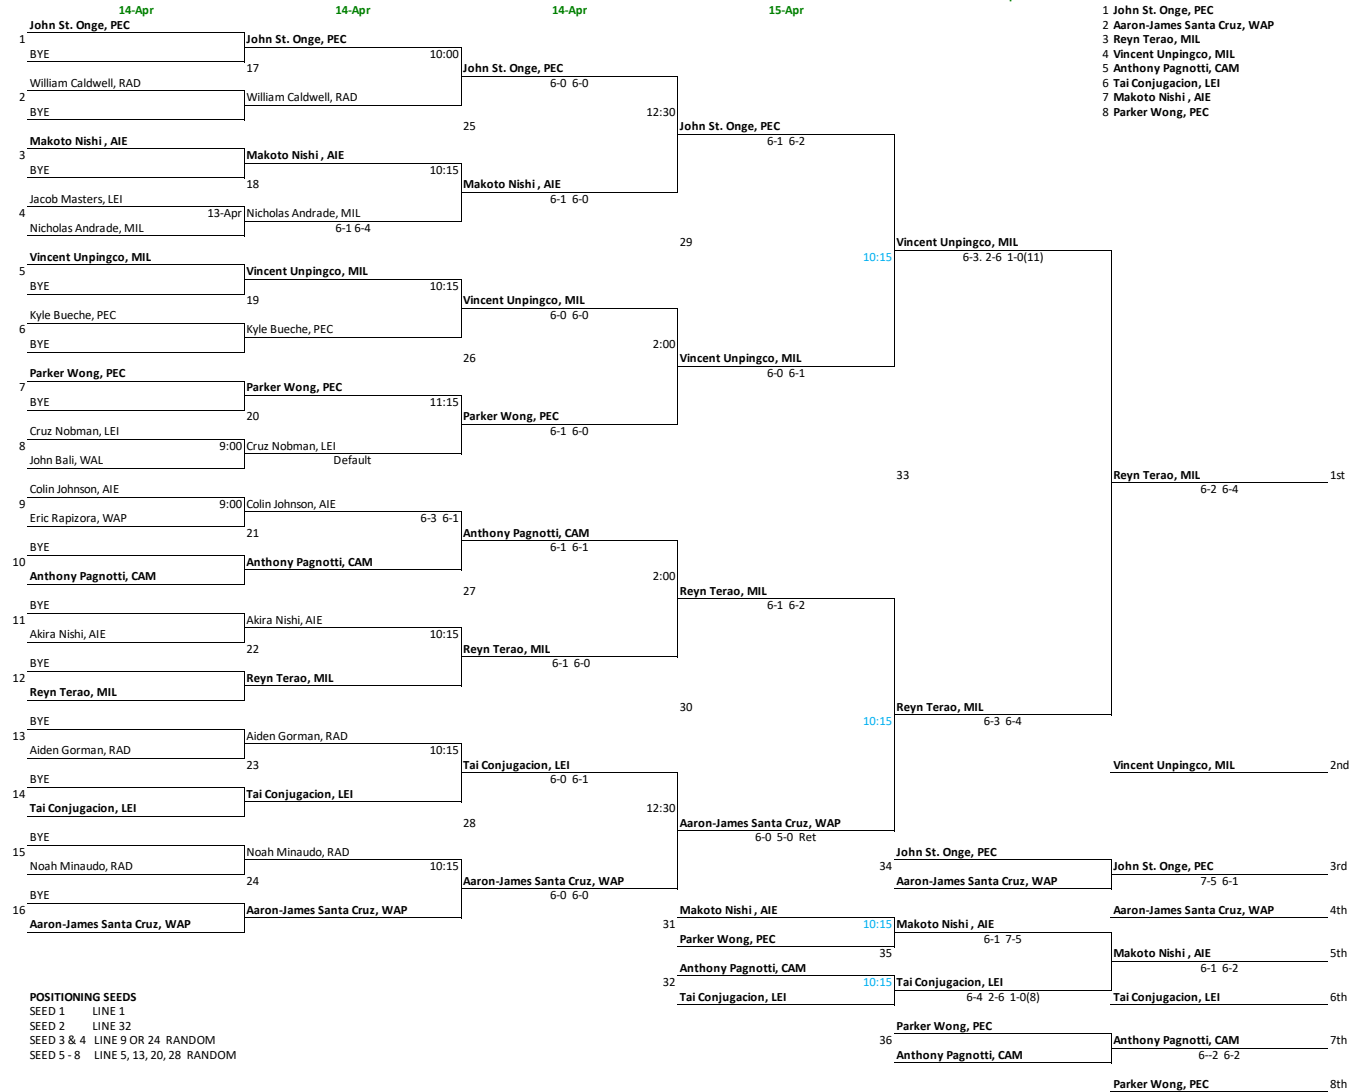 14-Apr 14-Apr 14-Apr 15-Apr
1 John St. Onge, PEC
2 Aaron-James Santa Cruz, WAP
3 Reyn Terao, MIL
4 Vincent Unpingco, MIL
5 Anthony Pagnotti, CAM
6 Tai Conjugacion, LEI
7 Makoto Nishi , AIE
8 Parker Wong, PEC
John St. Onge, PEC
1
BYE
William Caldwell, RAD
2
BYE
Makoto Nishi , AIE
3
BYE
Jacob Masters, LEI
4 13-Apr
Nicholas Andrade, MIL
Vincent Unpingco, MIL
5
BYE
Kyle Bueche, PEC
6
BYE
Parker Wong, PEC
7
BYE
Cruz Nobman, LEI
8 9:00
John Bali, WAL
Colin Johnson, AIE
9 9:00
Eric Rapizora, WAP
BYE
10
Anthony Pagnotti, CAM
BYE
11
Akira Nishi, AIE
BYE
12
Reyn Terao, MIL
BYE
13
Aiden Gorman, RAD
BYE
14
Tai Conjugacion, LEI
BYE
15
Noah Minaudo, RAD
BYE
16
Aaron-James Santa Cruz, WAP
John St. Onge, PEC
10:00
17
William Caldwell, RAD
Makoto Nishi , AIE
10:15
18
Nicholas Andrade, MIL
6-1 6-4
Vincent Unpingco, MIL
10:15
19
Kyle Bueche, PEC
Parker Wong, PEC
11:15
20
Cruz Nobman, LEI
Default
Colin Johnson, AIE
6-3 6-1
21
Anthony Pagnotti, CAM
Akira Nishi, AIE
10:15
22
Reyn Terao, MIL
Aiden Gorman, RAD
10:15
23
Tai Conjugacion, LEI
Noah Minaudo, RAD
10:15
24
Aaron-James Santa Cruz, WAP
John St. Onge, PEC
6-0 6-0
12:30
25
Makoto Nishi , AIE
6-1 6-0
Vincent Unpingco, MIL
6-0 6-0
2:00
26
Parker Wong, PEC
6-1 6-0
Anthony Pagnotti, CAM
6-1 6-1
2:00
27
Reyn Terao, MIL
6-1 6-0
Tai Conjugacion, LEI
6-0 6-1
12:30
28
Aaron-James Santa Cruz, WAP
6-0 6-0
John St. Onge, PEC
6-1 6-2
29
10:15
Vincent Unpingco, MIL
6-0 6-1
Reyn Terao, MIL
6-1 6-2
30
10:15
Aaron-James Santa Cruz, WAP
6-0 5-0 Ret
Vincent Unpingco, MIL
6-3. 2-6 1-0(11)
33
Reyn Terao, MIL
6-3 6-4
Reyn Terao, MIL 1st
6-2 6-4
Vincent Unpingco, MIL 2nd
John St. Onge, PEC
34
Aaron-James Santa Cruz, WAP
John St. Onge, PEC 3rd
7-5 6-1
Aaron-James Santa Cruz, WAP 4th
Makoto Nishi , AIE
31 10:15
Parker Wong, PEC
Anthony Pagnotti, CAM
32 10:15
Tai Conjugacion, LEI
Makoto Nishi , AIE
6-1 7-5
35
Tai Conjugacion, LEI
6-4 2-6 1-0(8)
Makoto Nishi , AIE 5th
6-1 6-2
Tai Conjugacion, LEI 6th
Parker Wong, PEC
36
Anthony Pagnotti, CAM
Anthony Pagnotti, CAM 7th
6--2 6-2
Parker Wong, PEC 8th
POSITIONING SEEDS
SEED 1 LINE 1
SEED 2 LINE 32
SEED 3 & 4 LINE 9 OR 24 RANDOM
SEED 5 - 8 LINE 5, 13, 20, 28 RANDOM